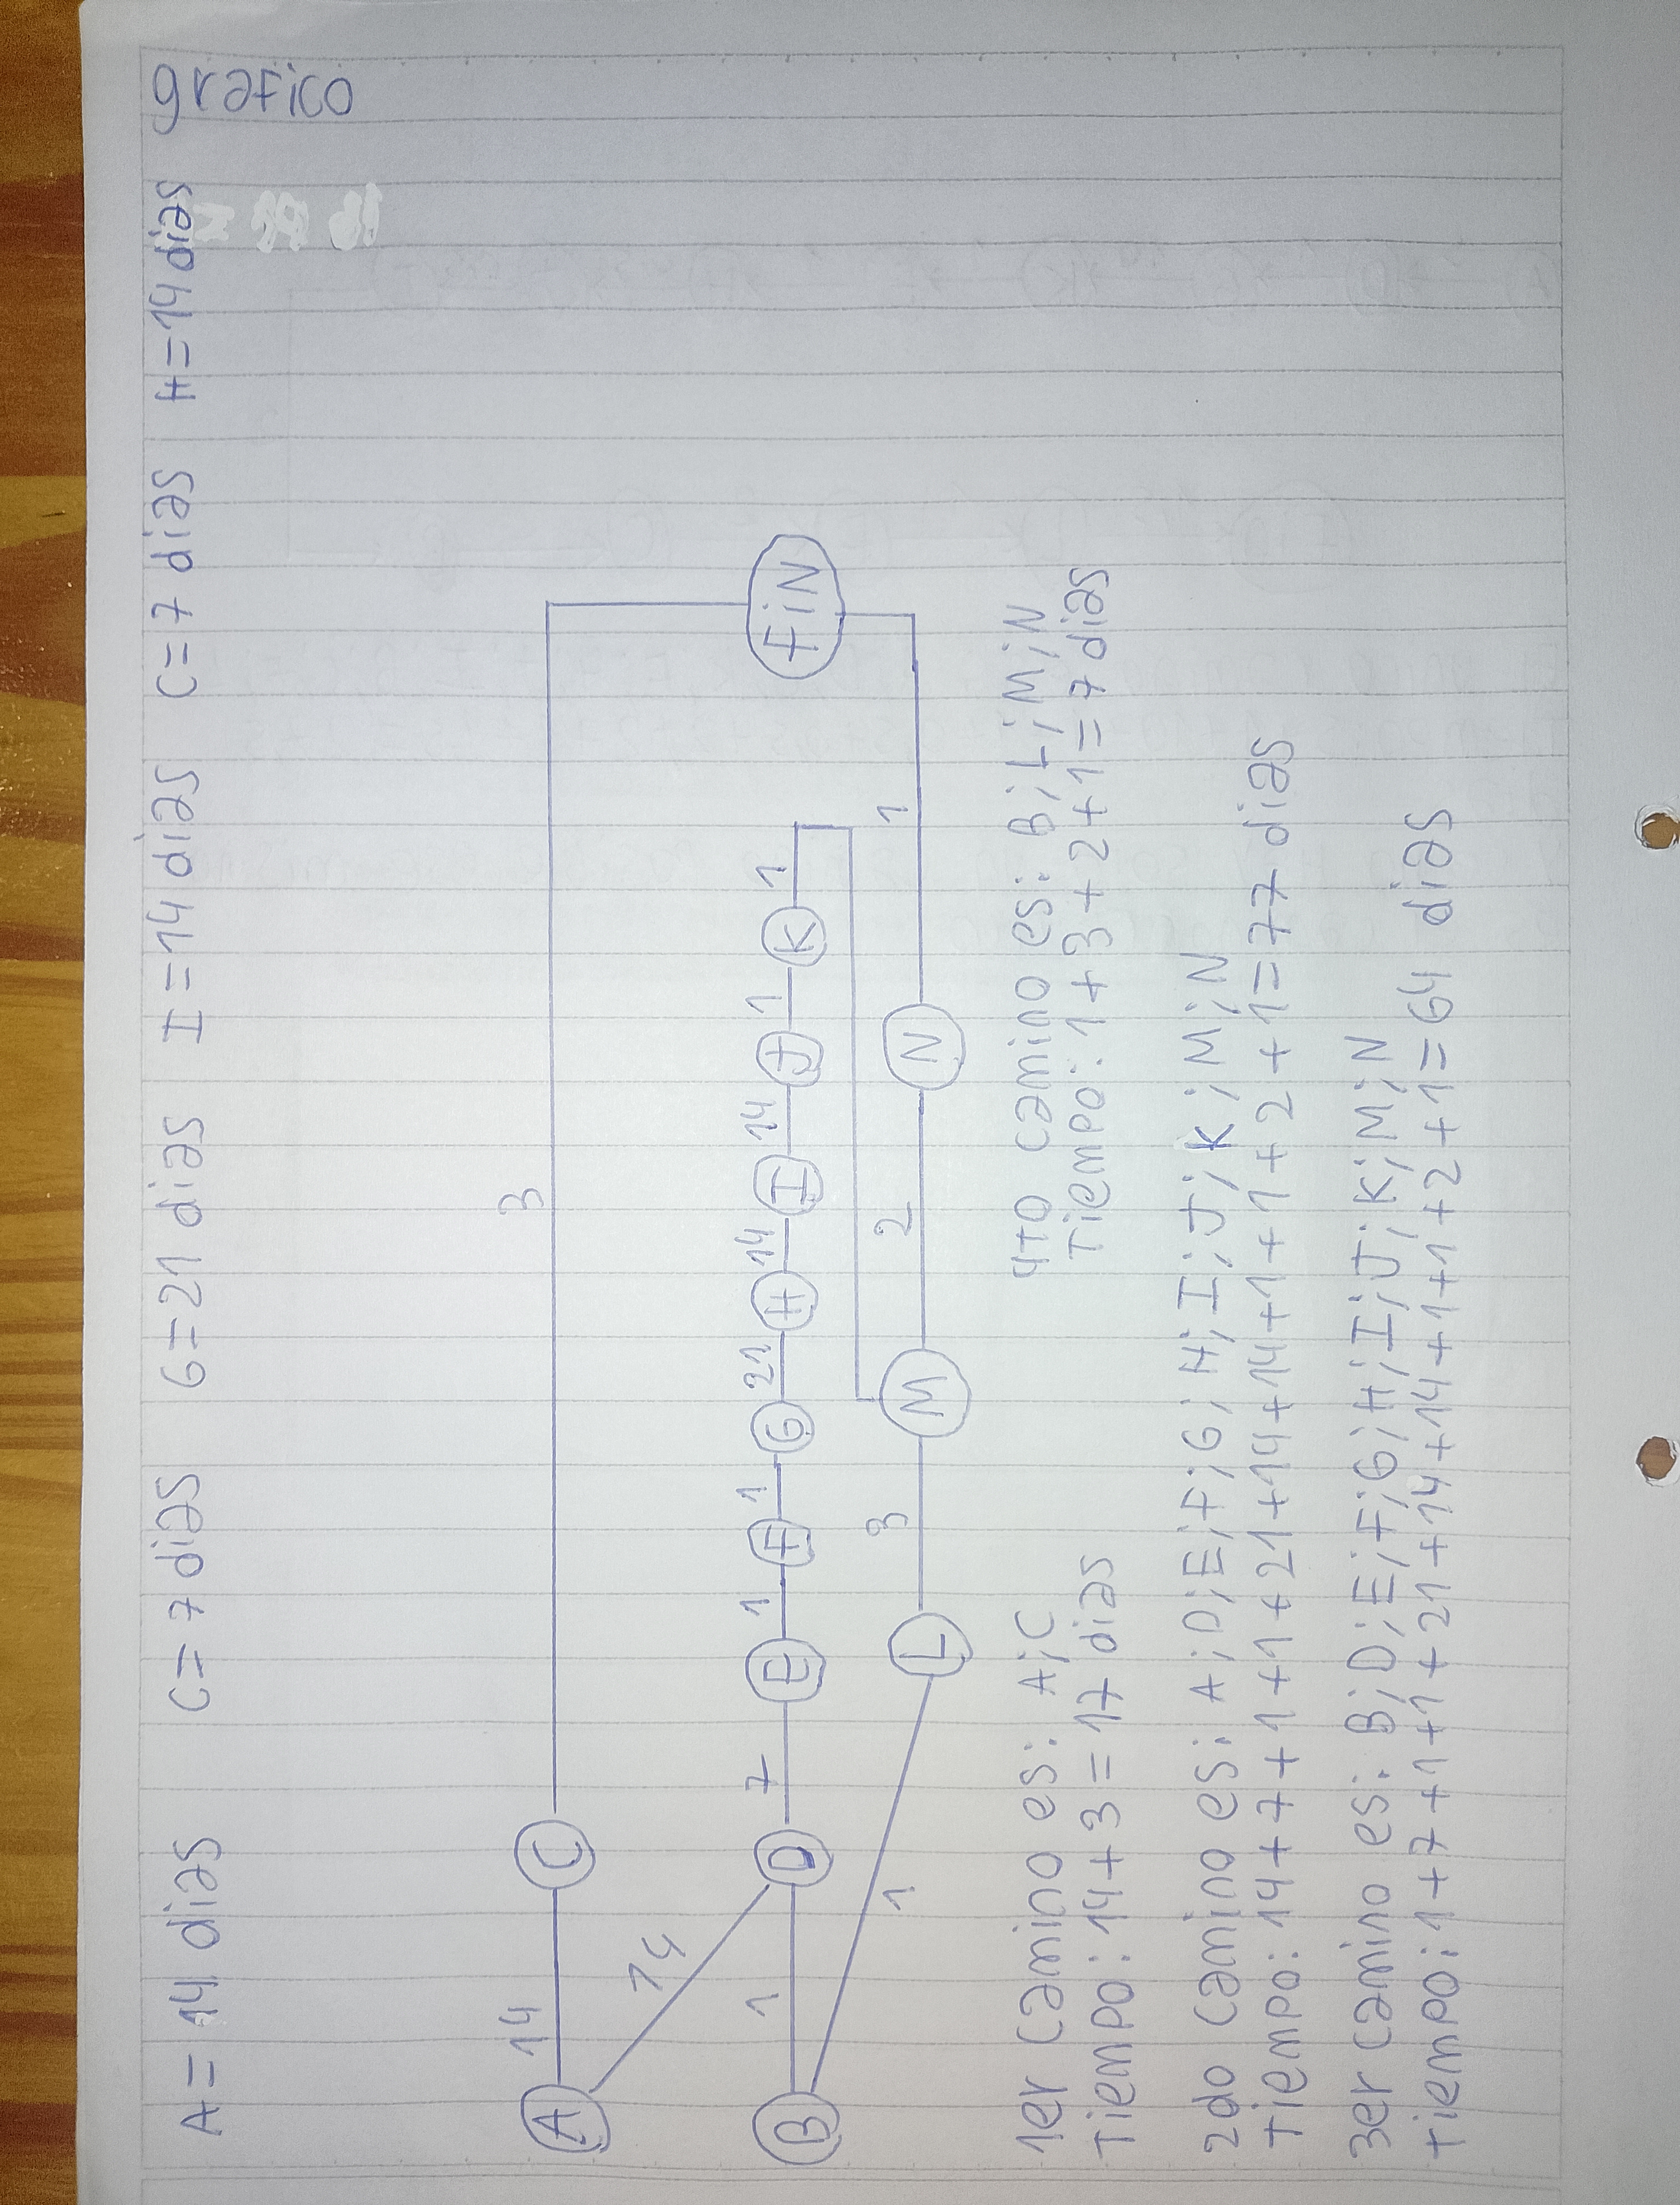 grafico
A= 14 dias C= 7 dias G=21 dias I=14 dias C=7 dias H=14 dias
3
14
A C
14
7 1 1 21 14 14 1 1
1
B D E F G H I J K FiN
1 3 2 1
L M N
1er camino es: A;C
Tiempo: 14+3=17 dias
4to camino es: B;L;M;N
Tiempo: 1+3+2+1=7 dias
2do camino es: A;D;E;F;G;H;I;J;K;M;N
Tiempo: 14+7+1+1+21+14+14+1+1+2+1=77 dias
3er camino es: B;D;E;F;G;H;I;J;K;M;N
Tiempo: 1+7+1+1+21+14+14+1+1+2+1=64 dias